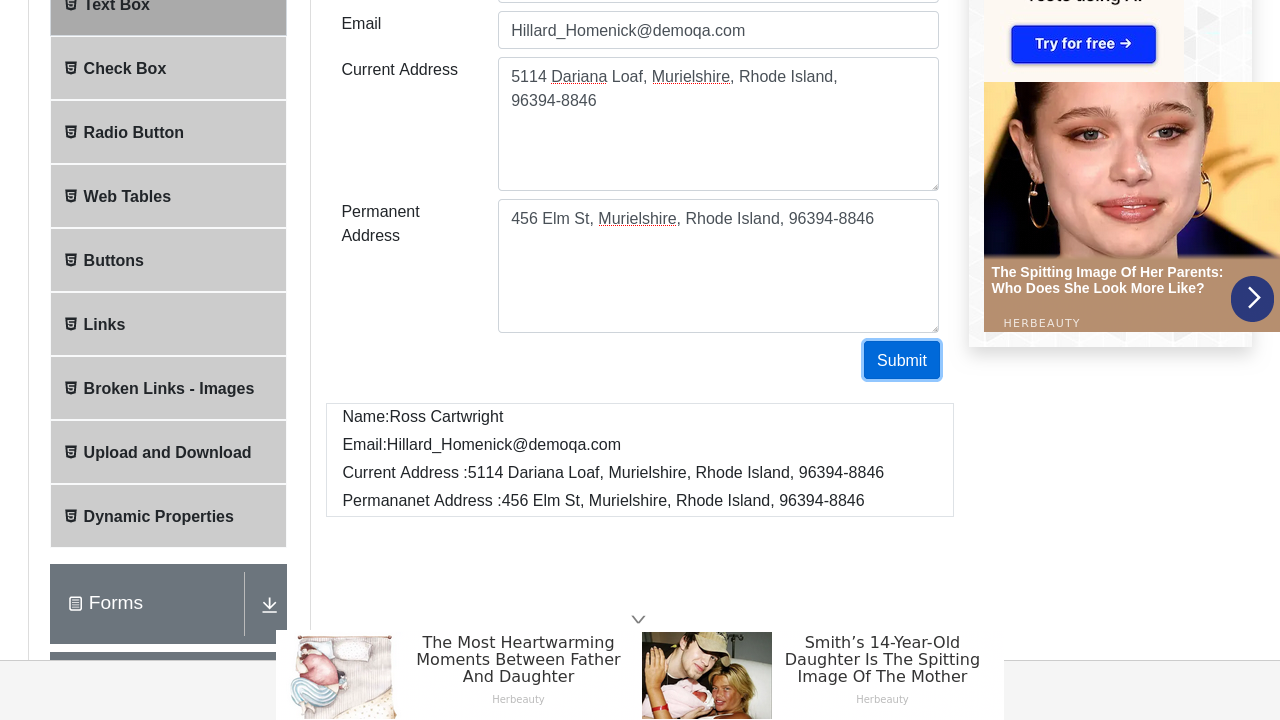 Text Box
Check Box
Radio Button
Web Tables
Buttons
Links
Broken Links - Images
Upload and Download
Dynamic Properties
Forms
Email
Hillard_Homenick@demoqa.com
Current Address
5114 Dariana Loaf, Murielshire, Rhode Island,
96394-8846
Permanent
Address
456 Elm St, Murielshire, Rhode Island, 96394-8846
Submit
Name:Ross Cartwright
Email:Hillard_Homenick@demoqa.com
Current Address :5114 Dariana Loaf, Murielshire, Rhode Island, 96394-8846
Permananet Address :456 Elm St, Murielshire, Rhode Island, 96394-8846
Try for free →
The Spitting Image Of Her Parents:
Who Does She Look More Like?
HERBEAUTY
The Most Heartwarming
Moments Between Father
And Daughter
Herbeauty
Smith’s 14-Year-Old
Daughter Is The Spitting
Image Of The Mother
Herbeauty